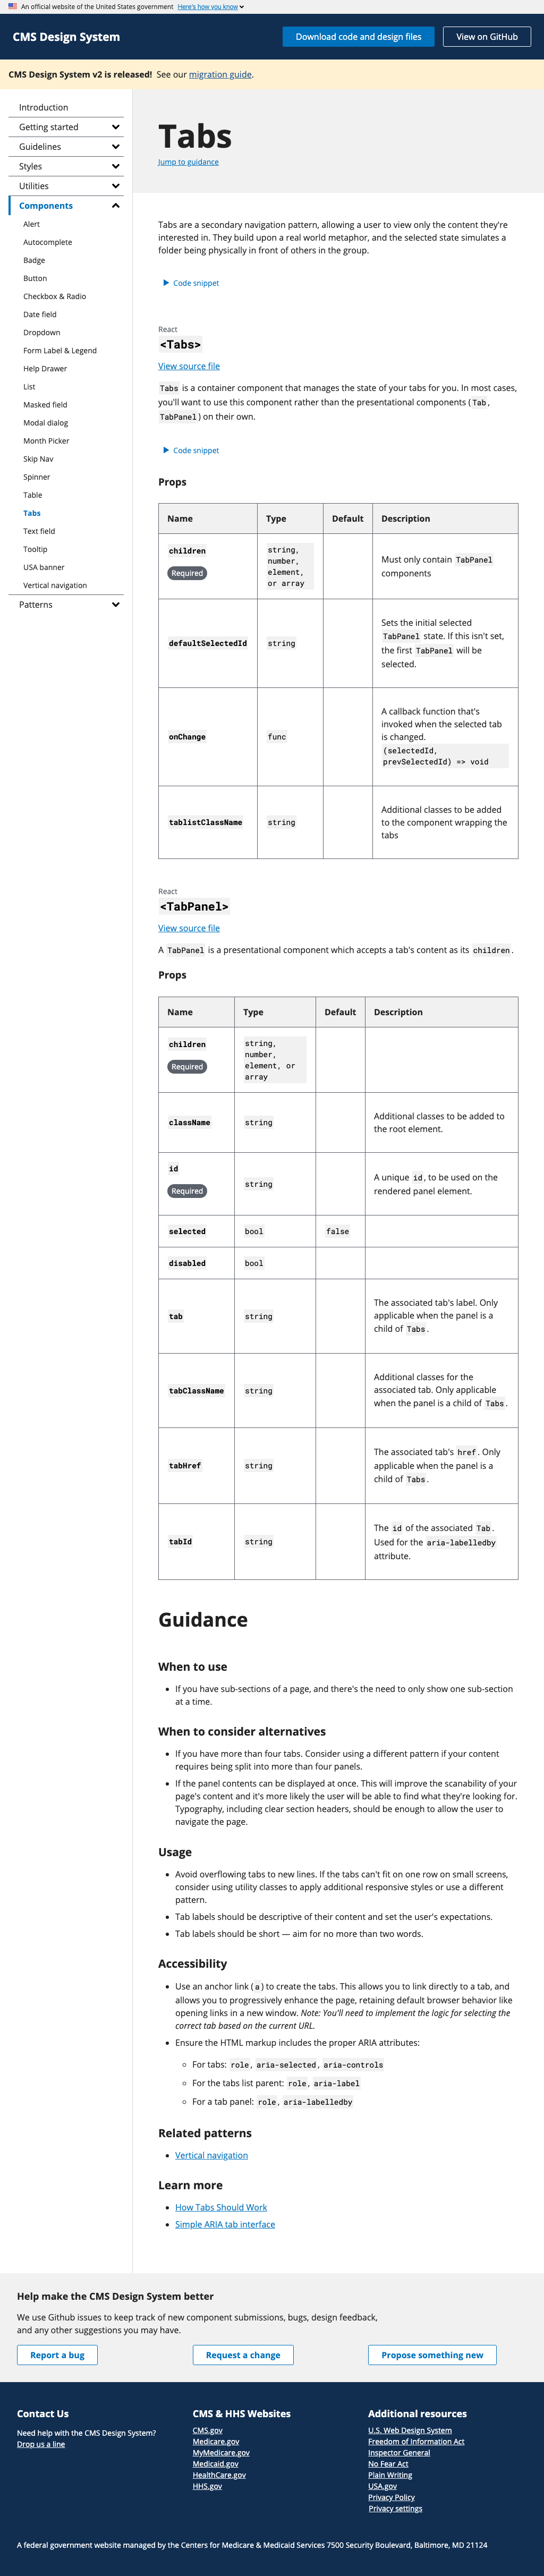 An official website of the United States government Here's how you know
CMS Design System
Download code and design files
View on GitHub
CMS Design System v2 is released! See our migration guide.
Introduction
Getting started
Guidelines
Styles
Utilities
Components
Alert
Autocomplete
Badge
Button
Checkbox & Radio
Date field
Dropdown
Form Label & Legend
Help Drawer
List
Masked field
Modal dialog
Month Picker
Skip Nav
Spinner
Table
Tabs
Text field
Tooltip
USA banner
Vertical navigation
Patterns
Tabs
Jump to guidance
Tabs are a secondary navigation pattern, allowing a user to view only the content they're
interested in. They build upon a real world metaphor, and the selected state simulates a
folder being physically in front of others in the group.
Code snippet
React
<Tabs>
View source file
Tabs is a container component that manages the state of your tabs for you. In most cases,
you'll want to use this component rather than the presentational components (Tab,
TabPanel) on their own.
Code snippet
Props
Name Type Default Description
children
Required
string,
number,
element,
or array
Must only contain TabPanel
components
defaultSelectedId
string
Sets the initial selected
TabPanel state. If this isn't set,
the first TabPanel will be
selected.
onChange
func
A callback function that's
invoked when the selected tab
is changed.
(selectedId,
prevSelectedId) => void
tablistClassName
string
Additional classes to be added
to the component wrapping the
tabs
React
<TabPanel>
View source file
A TabPanel is a presentational component which accepts a tab's content as its children.
Props
Name Type Default Description
children
Required
string,
number,
element, or
array
className
string
Additional classes to be added to
the root element.
id
Required
string
A unique id, to be used on the
rendered panel element.
selected bool false
disabled bool
tab
string
The associated tab's label. Only
applicable when the panel is a
child of Tabs.
tabClassName
string
Additional classes for the
associated tab. Only applicable
when the panel is a child of Tabs.
tabHref
string
The associated tab's href. Only
applicable when the panel is a
child of Tabs.
tabId
string
The id of the associated Tab.
Used for the aria-labelledby
attribute.
Guidance
When to use
• If you have sub-sections of a page, and there's the need to only show one sub-section
at a time.
When to consider alternatives
• If you have more than four tabs. Consider using a different pattern if your content
requires being split into more than four panels.
• If the panel contents can be displayed at once. This will improve the scanability of your
page's content and it's more likely the user will be able to find what they're looking for.
Typography, including clear section headers, should be enough to allow the user to
navigate the page.
Usage
• Avoid overflowing tabs to new lines. If the tabs can't fit on one row on small screens,
consider using utility classes to apply additional responsive styles or use a different
pattern.
• Tab labels should be descriptive of their content and set the user's expectations.
• Tab labels should be short — aim for no more than two words.
Accessibility
• Use an anchor link (a) to create the tabs. This allows you to link directly to a tab, and
allows you to progressively enhance the page, retaining default browser behavior like
opening links in a new window. Note: You'll need to implement the logic for selecting the
correct tab based on the current URL.
• Ensure the HTML markup includes the proper ARIA attributes:
◦ For tabs: role, aria-selected, aria-controls
◦ For the tabs list parent: role, aria-label
◦ For a tab panel: role, aria-labelledby
Related patterns
• Vertical navigation
Learn more
• How Tabs Should Work
• Simple ARIA tab interface
Help make the CMS Design System better
We use Github issues to keep track of new component submissions, bugs, design feedback,
and any other suggestions you may have.
Report a bug
Request a change
Propose something new
Contact Us
Need help with the CMS Design System?
Drop us a line
CMS & HHS Websites
CMS.gov
Medicare.gov
MyMedicare.gov
Medicaid.gov
HealthCare.gov
HHS.gov
Additional resources
U.S. Web Design System
Freedom of Information Act
Inspector General
No Fear Act
Plain Writing
USA.gov
Privacy Policy
Privacy settings
A federal government website managed by the Centers for Medicare & Medicaid Services 7500 Security Boulevard, Baltimore, MD 21124